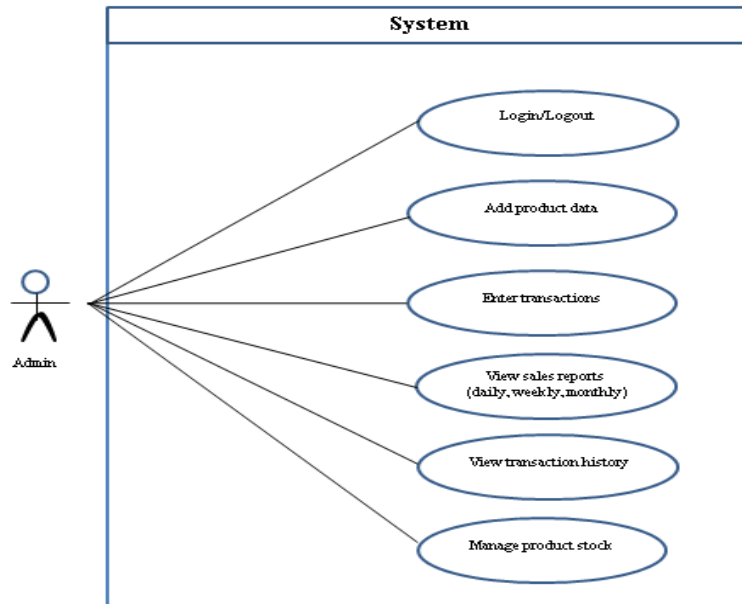 System
Login/Logout
Add product data
Enter transactions
Admin
View sales reports
(daily, weekly, monthly)
View transaction history
Manage product stock